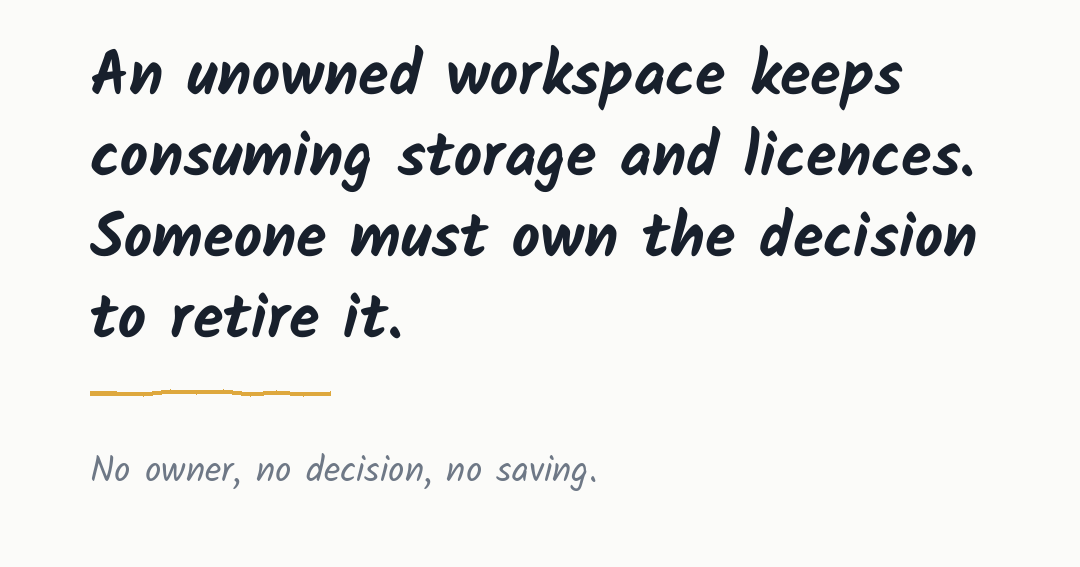 An unowned workspace keeps
consuming storage and licences.
Someone must own the decision
to retire it.
No owner, no decision, no saving.